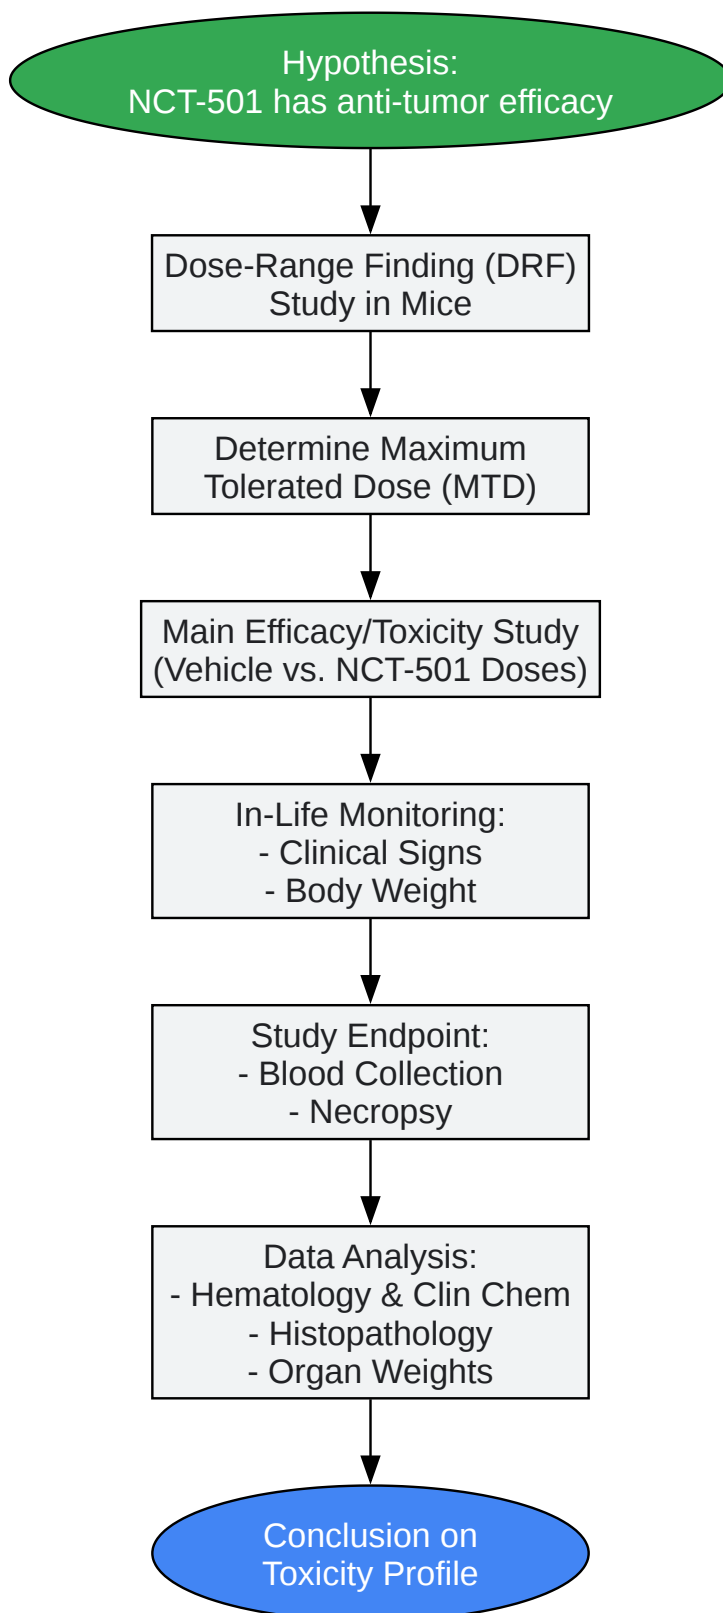 Hypothesis:
NCT-501 has anti-tumor efficacy
Dose-Range Finding (DRF)
Study in Mice
Determine Maximum
Tolerated Dose (MTD)
Main Efficacy/Toxicity Study
(Vehicle vs. NCT-501 Doses)
In-Life Monitoring:
- Clinical Signs
- Body Weight
Study Endpoint:
- Blood Collection
- Necropsy
Data Analysis:
- Hematology & Clin Chem
- Histopathology
- Organ Weights
Conclusion on
Toxicity Profile